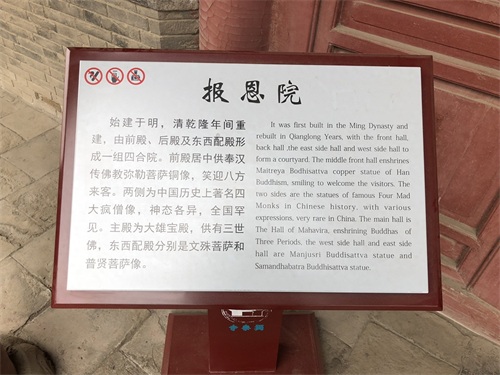 报恩院
始建于明，清乾隆年间重
建，由前殿、后殿及东西配殿形
成一组四合院。前殿居中供奉汉
传佛教弥勒菩萨铜像，笑迎八方
来客。两侧为中国历史上著名四
大疯僧像，神态各异，全国罕
见。主殿为大雄宝殿，供有三世
佛，东西配殿分别是文殊菩萨和
普贤菩萨像。
It was first built in the Ming Dynasty and
rebuilt in Qianglong Years, with the front hall,
back hall ,the east side hall and west side hall to
form a courtyard. The middle front hall enshrines
Maitreya Bodhisattva copper statue of Han
Buddhism, smiling to welcome the visitors. The
two sides are the statues of famous Four Mad
Monks in Chinese history, with various
expressions, very rare in China. The main hall is
The Hall of Mahavira, enshrining Buddhas of
Three Periods. the west side hall and east side
hall are Manjusri Buddisattva statue and
Samandhabatra Buddhisattva statue.